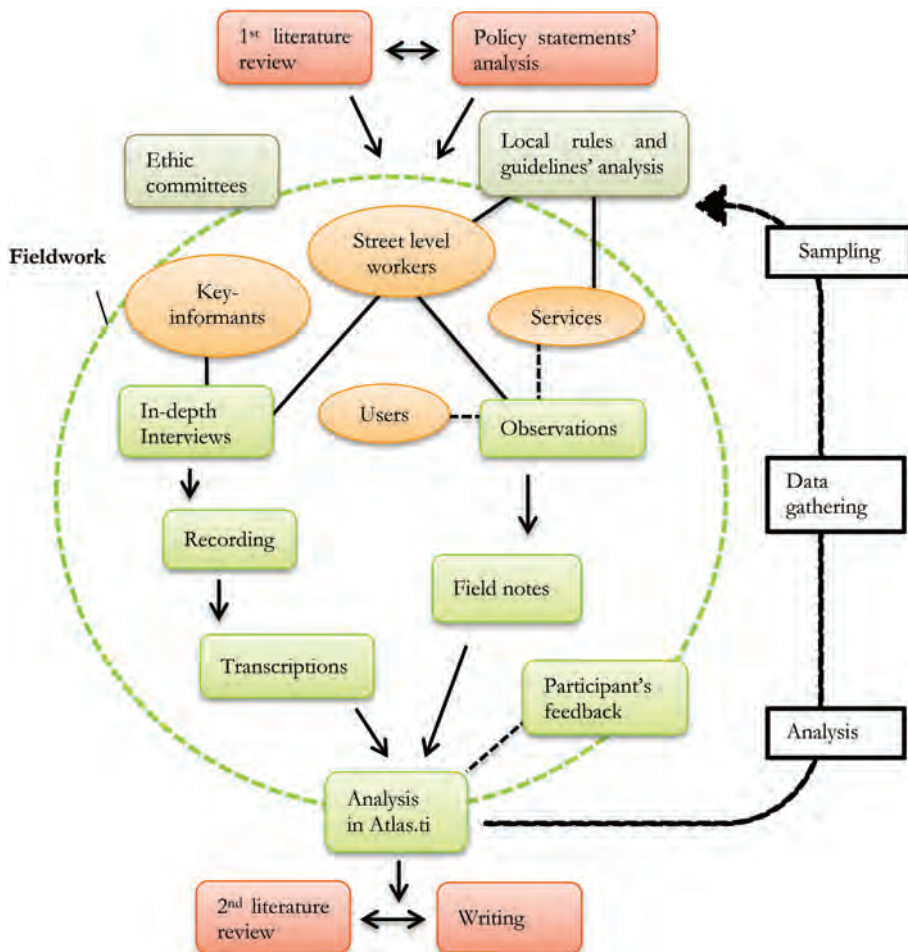 1st literature
review
Policy statements'
analysis
Ethic
committees
Local rules and
guidelines' analysis
Fieldwork
Street level
workers
Sampling
Key-
informants
Services
In-depth
Interviews
Users
Observations
Data
gathering
Recording
Field notes
Transcriptions
Participant's
feedback
Analysis
Analysis
in Atlas.ti
2nd literature
review
Writing